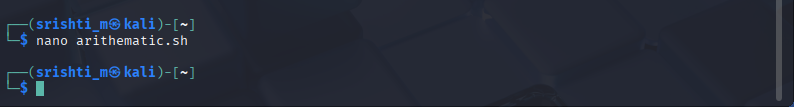 ┌──(srishti_m㉿kali)-[~]
└─$ nano arithematic.sh
┌──(srishti_m㉿kali)-[~]
└─$